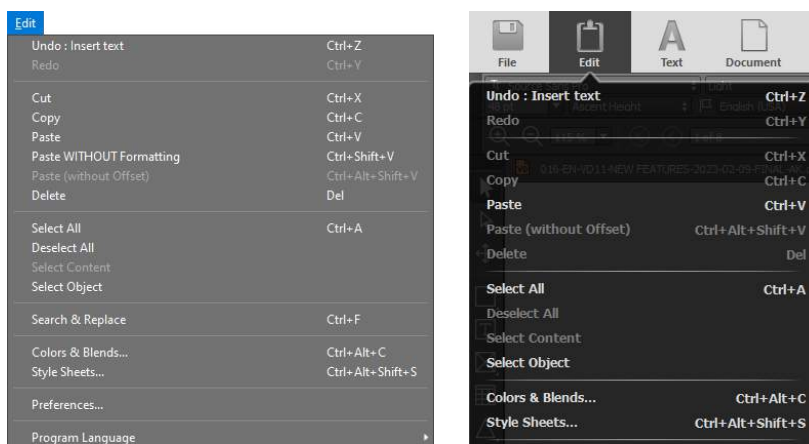 Edit
Undo : Insert text Ctrl+Z
Redo Ctrl+Y
Cut Ctrl+X
Copy Ctrl+C
Paste Ctrl+V
Paste WITHOUT Formatting Ctrl+Shift+V
Paste (without Offset) Ctrl+Alt+Shift+V
Delete Del
Select All Ctrl+A
Deselect All
Select Content
Select Object
Search & Replace Ctrl+F
Colors & Blends... Ctrl+Alt+C
Style Sheets... Ctrl+Alt+Shift+S
Preferences...
Program Language
File Edit Text Document
Undo : Insert text Ctrl+Z
Redo Ctrl+Y
Cut Ctrl+X
Copy Ctrl+C
Paste Ctrl+V
Paste (without Offset) Ctrl+Alt+Shift+V
Delete Del
Select All Ctrl+A
Deselect All
Select Content
Select Object
Colors & Blends... Ctrl+Alt+C
Style Sheets... Ctrl+Alt+Shift+S